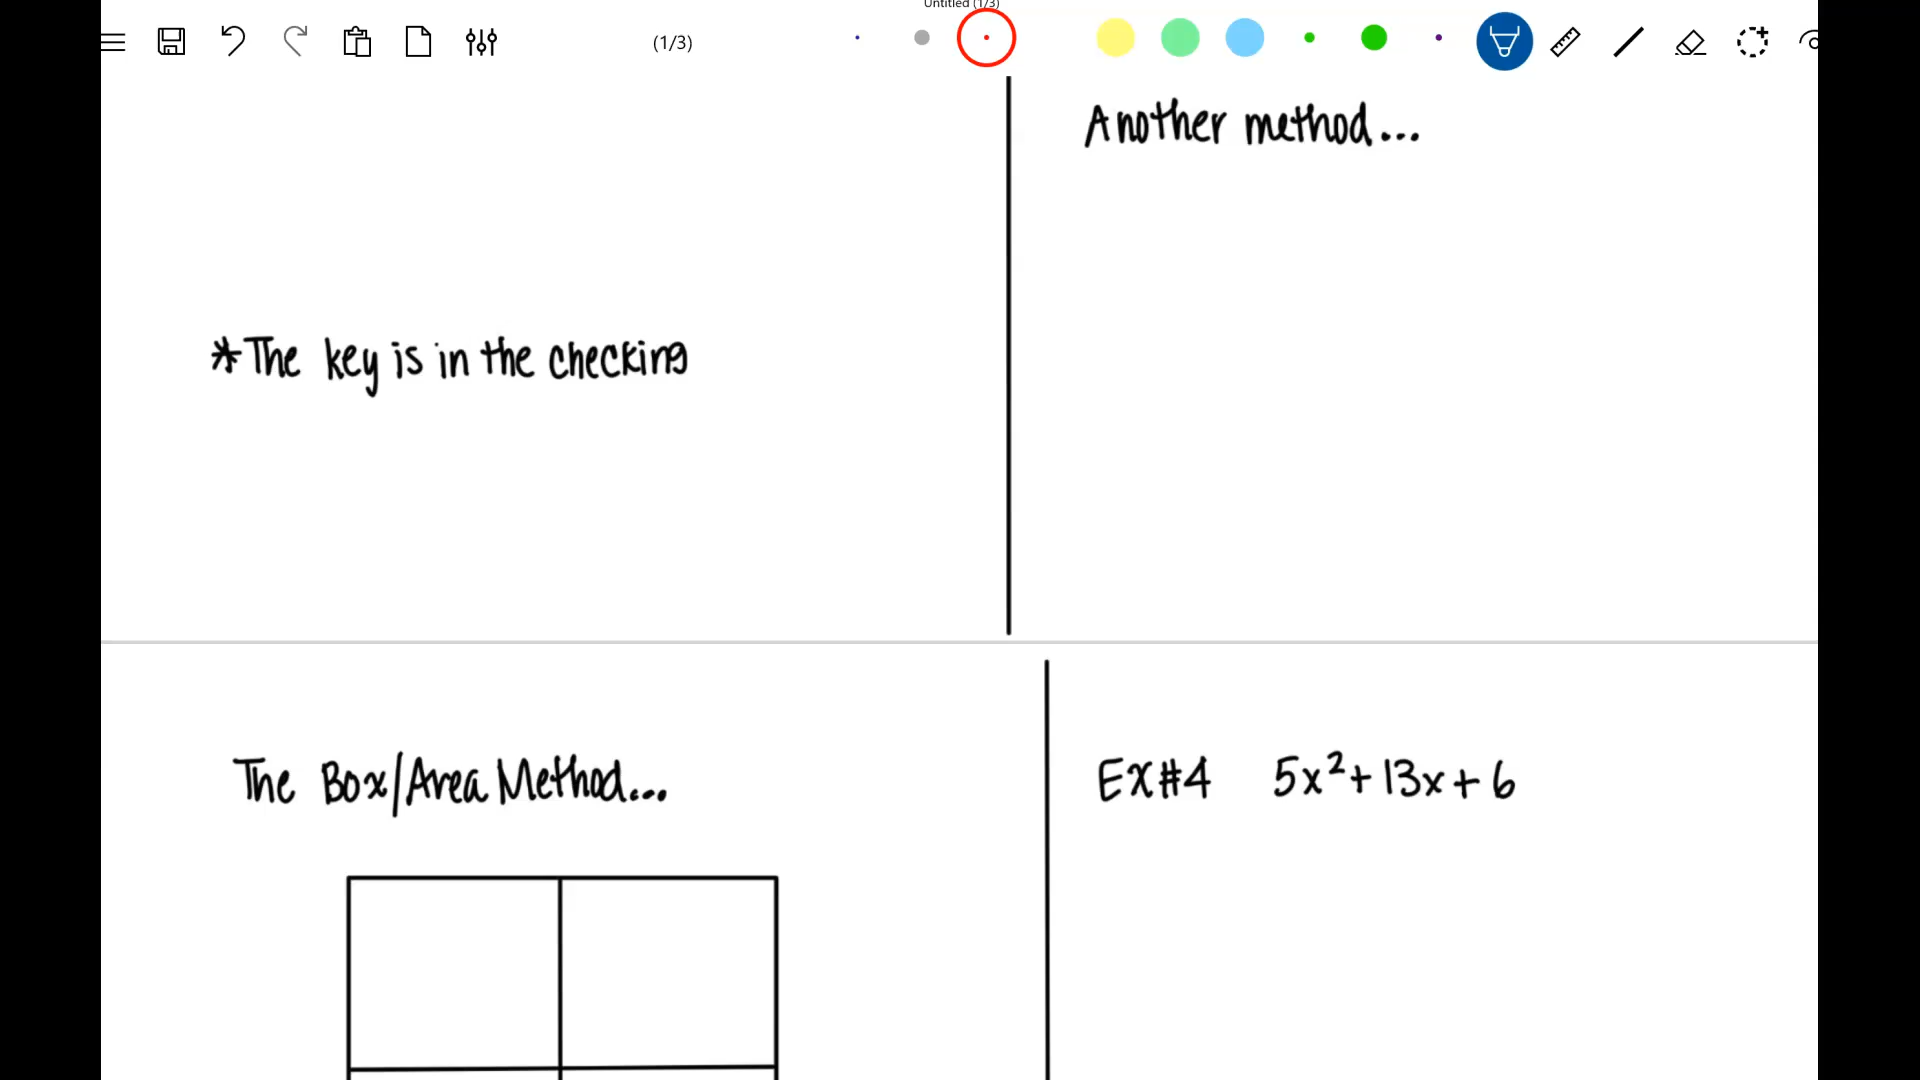 Untitled (1/3)
(1/3)
Another method...
*The key is in the checking
The Box/Area Method...
Ex#4 5x²+13x+6